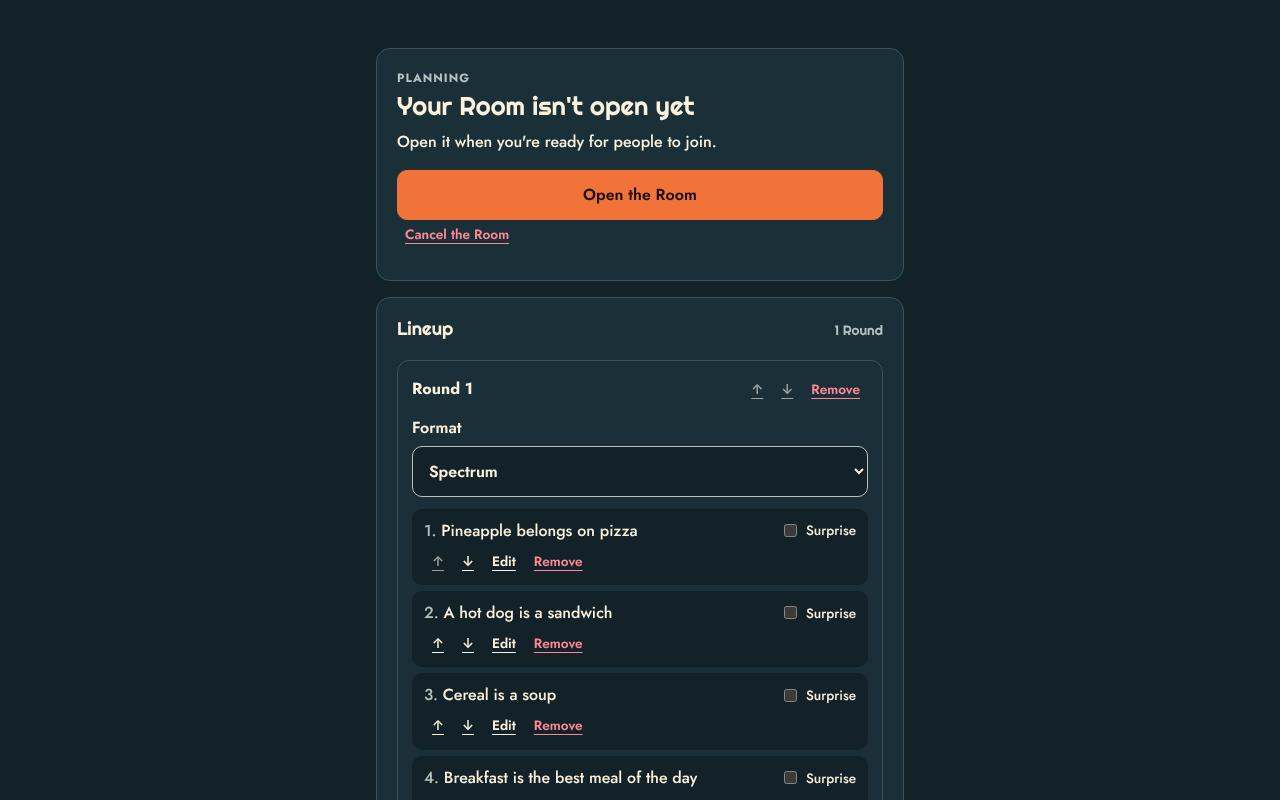 PLANNING
Your Room isn't open yet
Open it when you're ready for people to join.
Open the Room
Cancel the Room
Lineup 1 Round
Round 1 ↑ ↓ Remove
Format
Spectrum
1. Pineapple belongs on pizza Surprise
↑ ↓ Edit Remove
2. A hot dog is a sandwich Surprise
↑ ↓ Edit Remove
3. Cereal is a soup Surprise
↑ ↓ Edit Remove
4. Breakfast is the best meal of the day Surprise